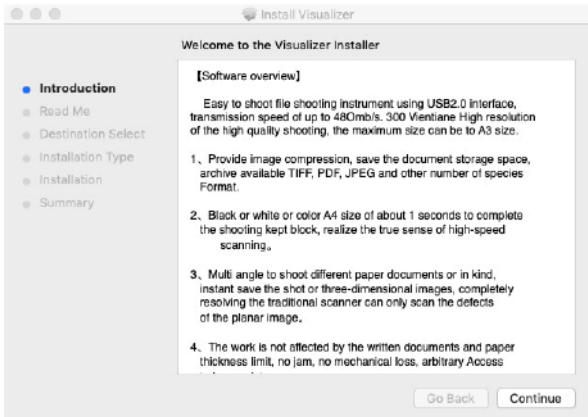 Install Visualizer
Welcome to the Visualizer Installer
Introduction
Read Me
Destination Select
Installation Type
Installation
Summary
【Software overview】
Easy to shoot file shooting instrument using USB2.0 interface,
transmission speed of up to 480mb/s. 300 Vientiane High resolution
of the high quality shooting, the maximum size can be to A3 size.
1、Provide image compression, save the document storage space,
archive available TIFF, PDF, JPEG and other number of species
Format.
2、Black or white or color A4 size of about 1 seconds to complete
the shooting kept block, realize the true sense of high-speed
scanning。
3、Multi angle to shoot different paper documents or in kind,
instant save the shot or three-dimensional images, completely
resolving the traditional scanner can only scan the defects
of the planar image。
4、The work is not affected by the written documents and paper
thickness limit, no jam, no mechanical loss, arbitrary Access
Go Back
Continue